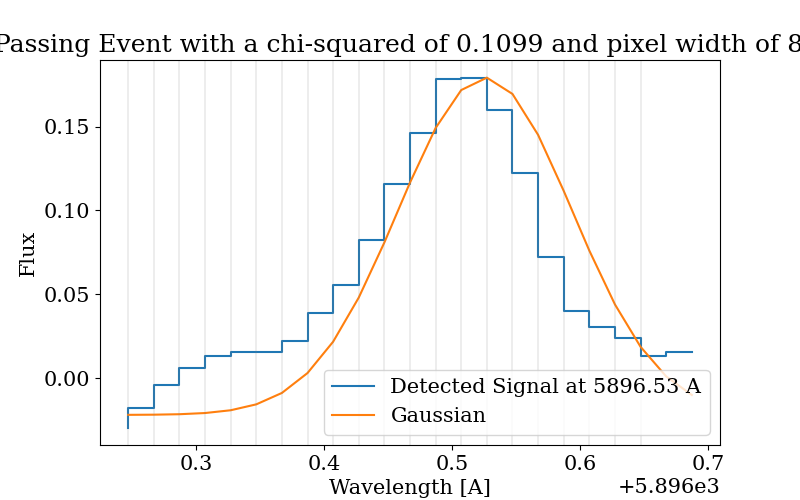 Passing Event with a chi-squared of 0.1099 and pixel width of 8
Flux
0.15
0.10
0.05
0.00
Detected Signal at 5896.53 A
Gaussian
0.3 0.4 0.5 0.6 0.7
Wavelength [A]
+5.896e3